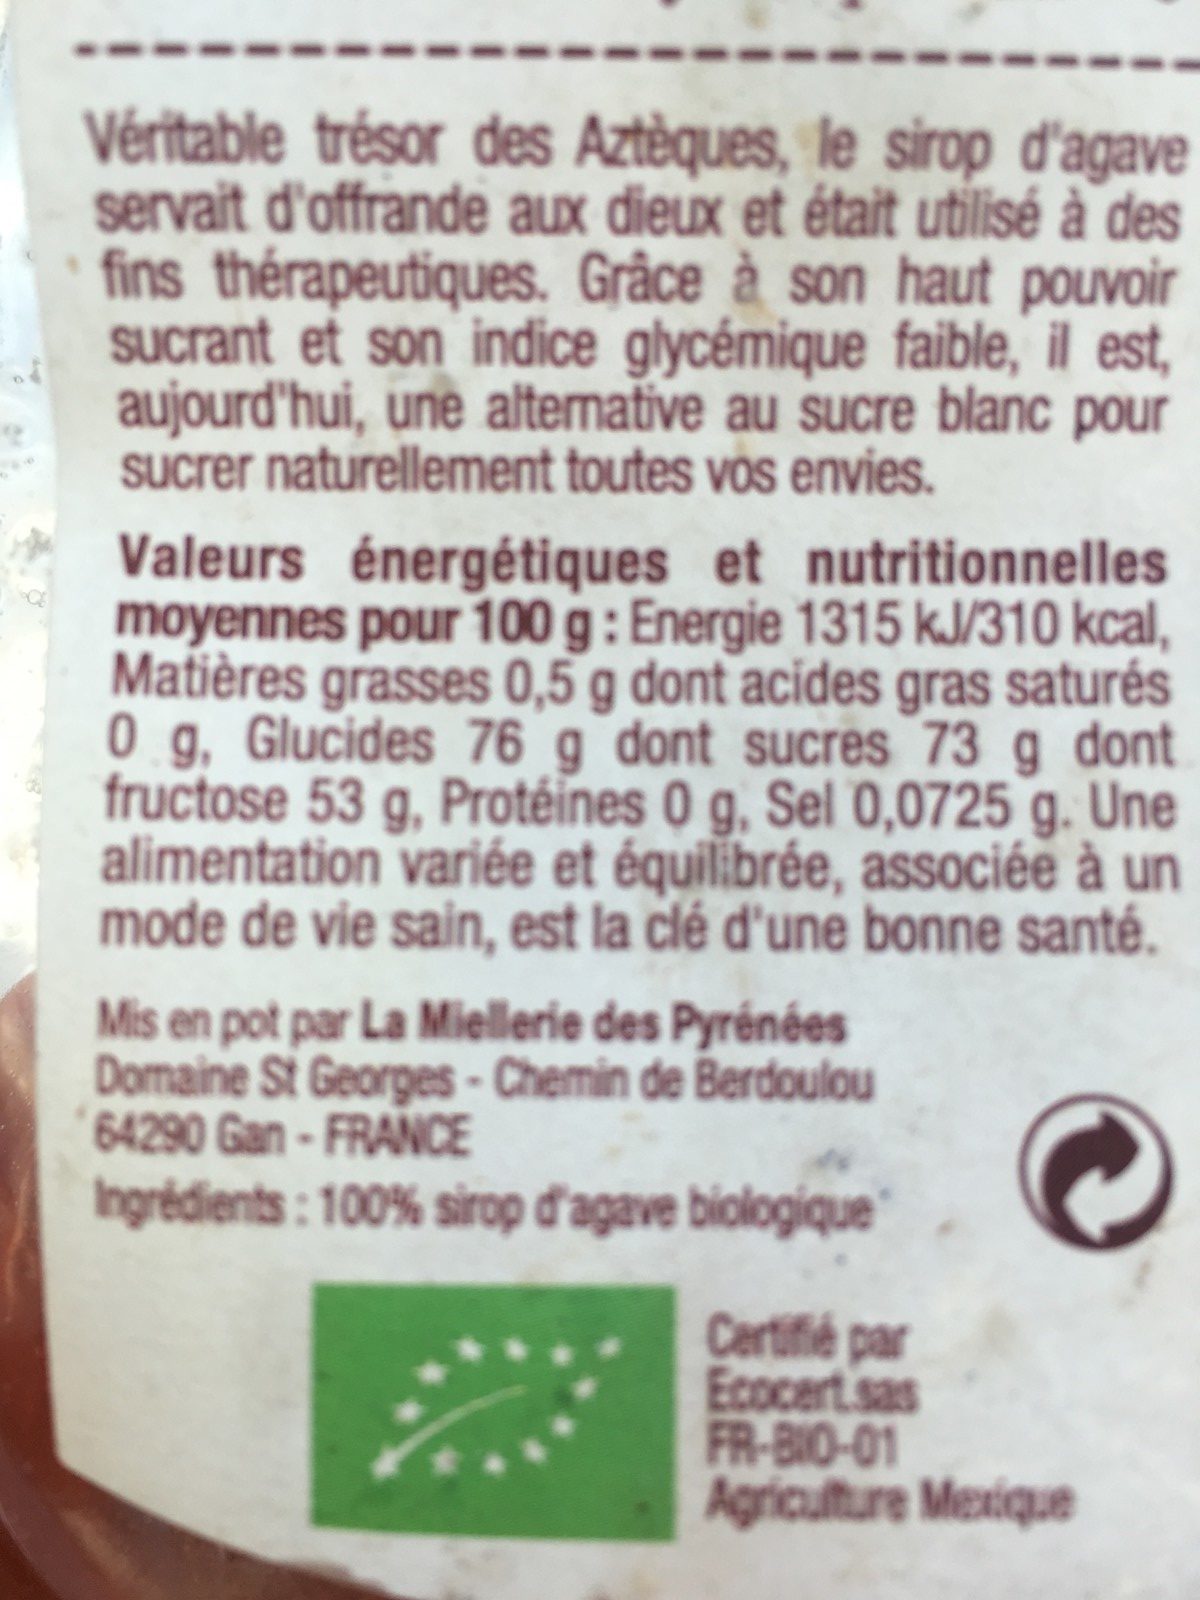 Véritable trésor des Aztèques, le sirop d'agave
servait d'offrande aux dieux et était utilisé à des
fins thérapeutiques. Grâce à son haut pouvoir
sucrant et son indice glycémique faible, il est,
aujourd'hui, une alternative au sucre blanc pour
sucrer naturellement toutes vos envies.
Valeurs énergétiques et nutritionnelles
moyennes pour 100 g : Energie 1315 kJ/310 kcal,
Matières grasses 0,5 g dont acides gras saturés
0 g, Glucides 76 g dont sucres 73 g dont
fructose 53 g, Protéines 0 g, Sel 0,0725 g. Une
alimentation variée et équilibrée, associée à un
mode de vie sain, est la clé d'une bonne santé.
Mis en pot par La Miellerie des Pyrénées
Domaine St Georges - Chemin de Berdoulou
64290 Gan - FRANCE
Ingrédients : 100% sirop d'agave biologique
Certifié par
Ecocert.sas
FR-BIO-01
Agriculture Mexique